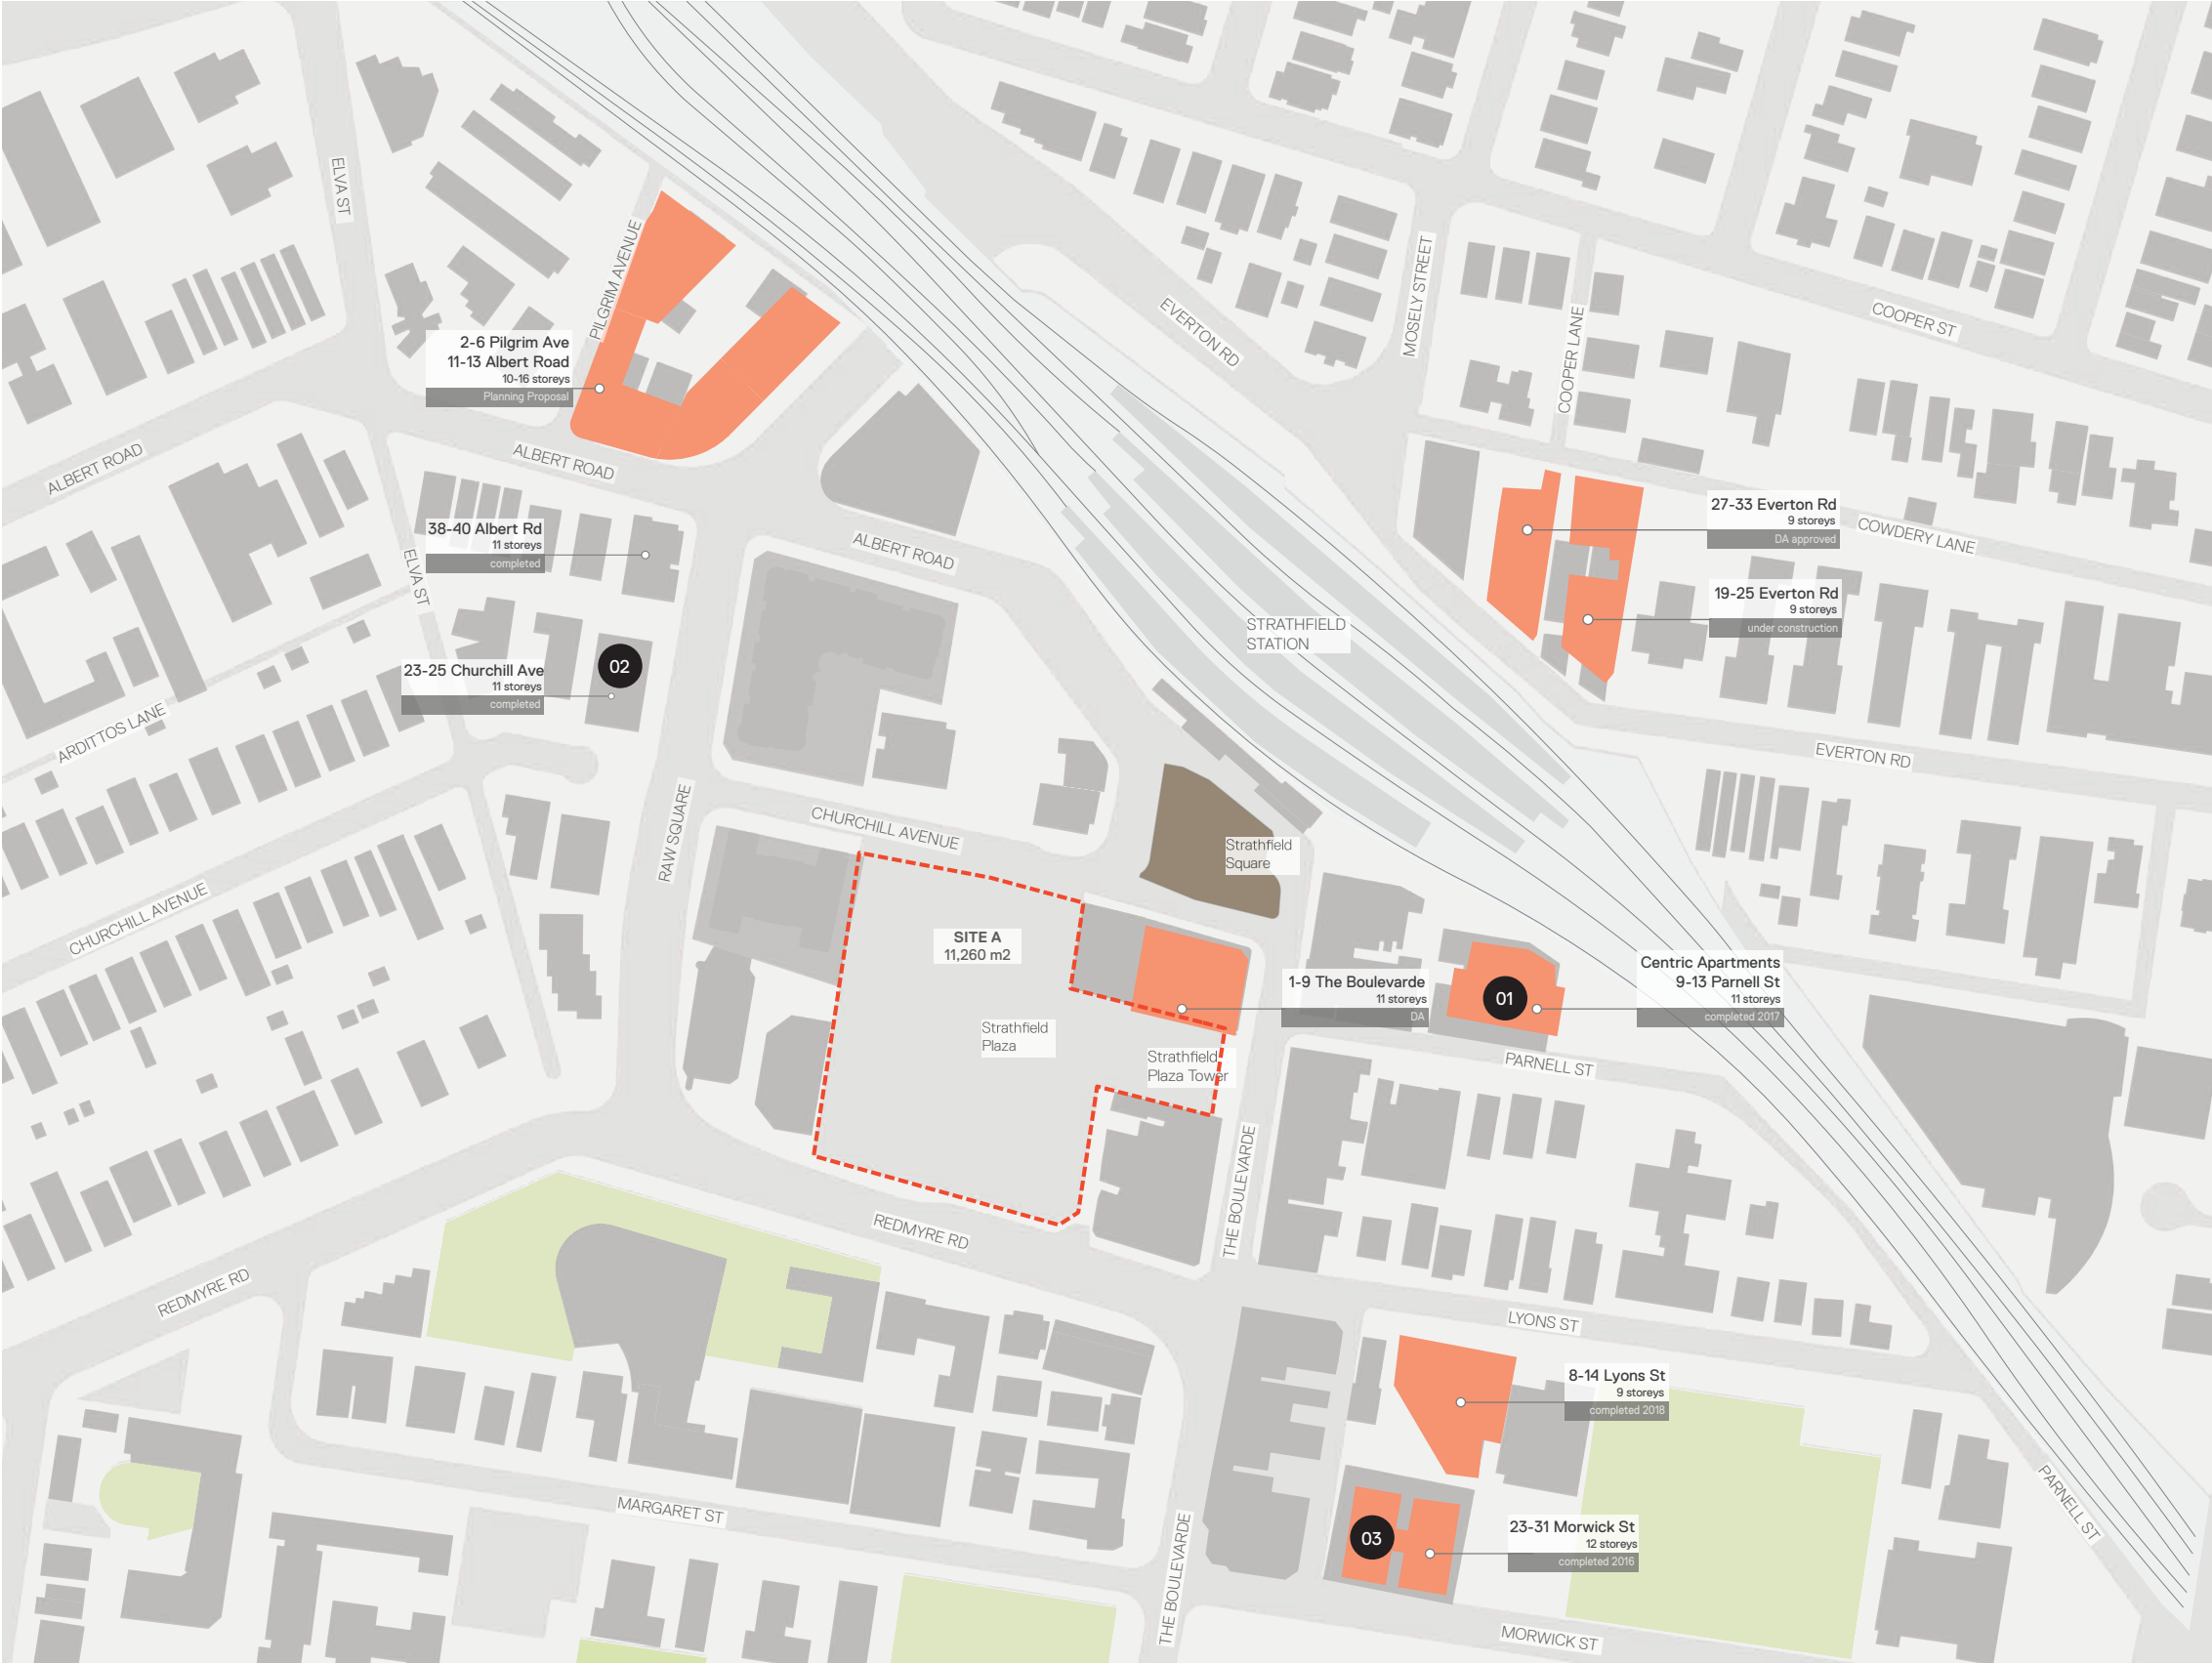 ELVA ST
PILGRIM AVENUE
EVERTON RD
MOSELY STREET
COOPER LANE
COOPER ST
2-6 Pilgrim Ave
11-13 Albert Road
10-16 storeys
Planning Proposal
ALBERT ROAD
ALBERT ROAD
38-40 Albert Rd
11 storeys
completed
ELVA ST
ALBERT ROAD
27-33 Everton Rd
9 storeys
DA approved
COWDERY LANE
19-25 Everton Rd
9 storeys
under construction
STRATHFIELD
STATION
23-25 Churchill Ave
11 storeys
completed
02
ARDITTOS LANE
EVERTON RD
RAW SQUARE
CHURCHILL AVENUE
Strathfield
Square
CHURCHILL AVENUE
SITE A
11,260 m2
1-9 The Boulevarde
11 storeys
DA
01
Centric Apartments
9-13 Parnell St
11 storeys
completed 2017
Strathfield
Plaza
Strathfield
Plaza Tower
PARNELL ST
THE BOULEVARDE
REDMYRE RD
REDMYRE RD
LYONS ST
8-14 Lyons St
9 storeys
completed 2018
MARGARET ST
THE BOULEVARDE
03
23-31 Morwick St
12 storeys
completed 2016
PARNELL ST
MORWICK ST